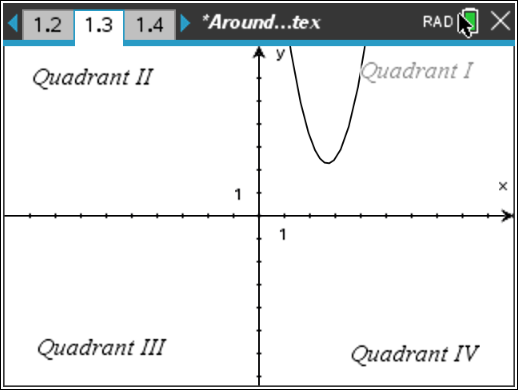 1.2 1.3 1.4 *Around...tex RAD
y
Quadrant II Quadrant I
x
1
1
Quadrant III Quadrant IV